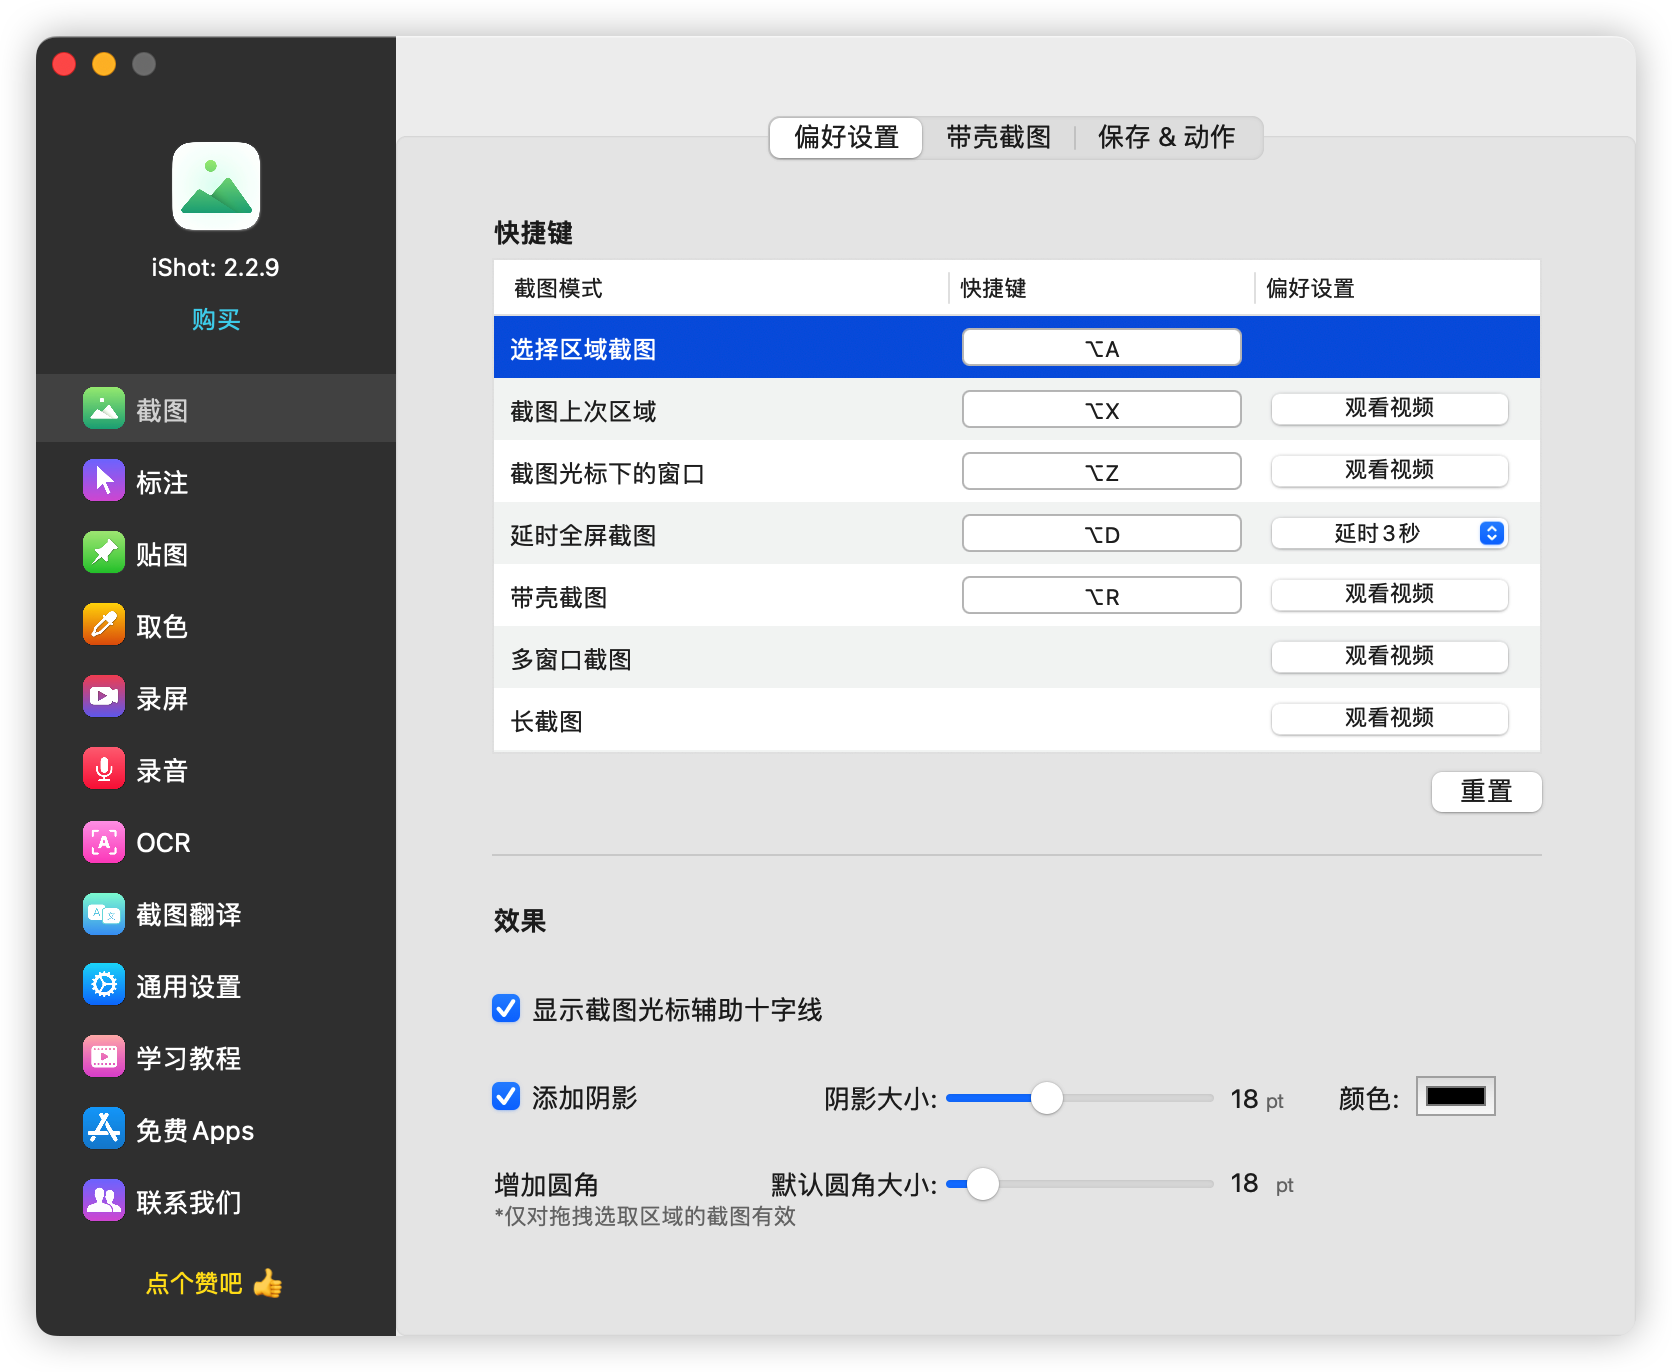 iShot: 2.2.9
购买
截图
标注
贴图
取色
录屏
录音
OCR
截图翻译
通用设置
学习教程
免费 Apps
联系我们
点个赞吧 👍
偏好设置 带壳截图 保存 & 动作
快捷键
截图模式 快捷键 偏好设置
选择区域截图 ⌥A
截图上次区域 ⌥X 观看视频
截图光标下的窗口 ⌥Z 观看视频
延时全屏截图 ⌥D 延时 3 秒
带壳截图 ⌥R 观看视频
多窗口截图 观看视频
长截图 观看视频
重置
效果
显示截图光标辅助十字线
添加阴影 阴影大小: 18 pt 颜色:
增加圆角 默认圆角大小: 18 pt
*仅对拖拽选取区域的截图有效